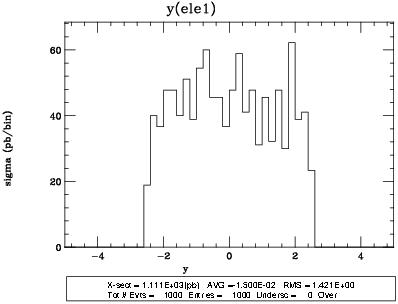 y(ele1)
sigma (pb/bin)
60
40
20
0
-4 -2 0 2 4
y
X-sect = 1.111E+03(pb) AVG =-1.500E-02 RMS = 1.421E+00
Tot # Evts = 1000 Entries = 1000 Undersc = 0 Over